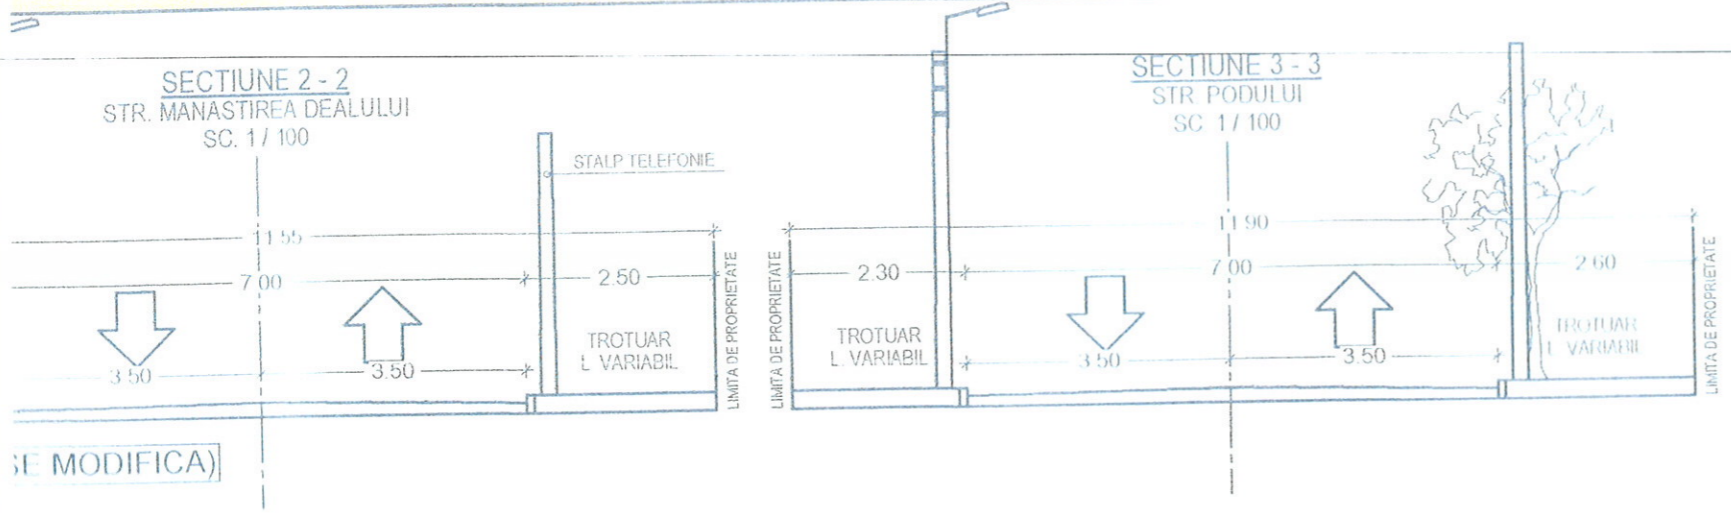 SECTIUNE 2 - 2
STR. MANASTIREA DEALULUI
SC. 1 / 100
STALP TELEFONIE
11.55
7.00
2.50
3.50
3.50
TROTUAR
L. VARIABIL
LIMITA DE PROPRIETATE
SE MODIFICA)
SECTIUNE 3 - 3
STR. PODULUI
SC. 1 / 100
LIMITA DE PROPRIETATE
11.90
2.30
7.00
2.60
TROTUAR
L. VARIABIL
3.50
3.50
TROTUAR
L. VARIABIL
LIMITA DE PROPRIETATE